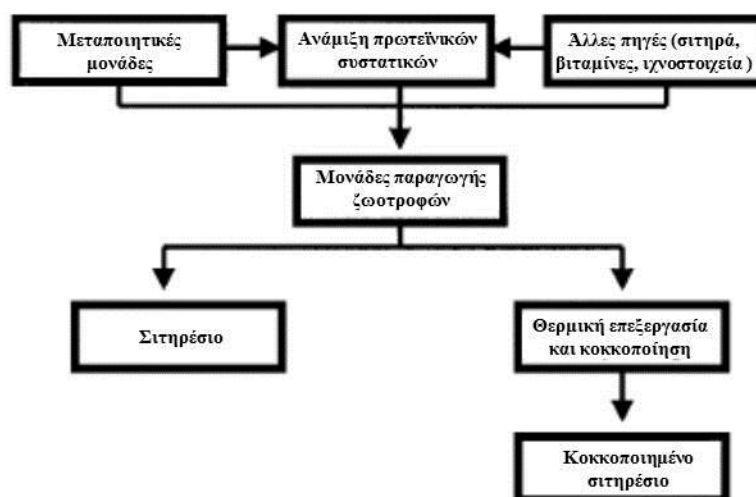 Μεταποιητικές
μονάδες
Ανάμιξη πρωτεϊνικών
συστατικών
Άλλες πηγές (σιτηρά,
βιταμίνες, ιχνοστοιχεία )
Μονάδες παραγωγής
ζωοτροφών
Σιτηρέσιο
Θερμική επεξεργασία
και κοκκοποίηση
Κοκκοποιημένο
σιτηρέσιο